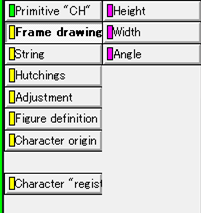 Primitive "CH"
Height
Frame drawing
Width
String
Angle
Hutchings
Adjustment
Figure definition
Character origin
Character "regist